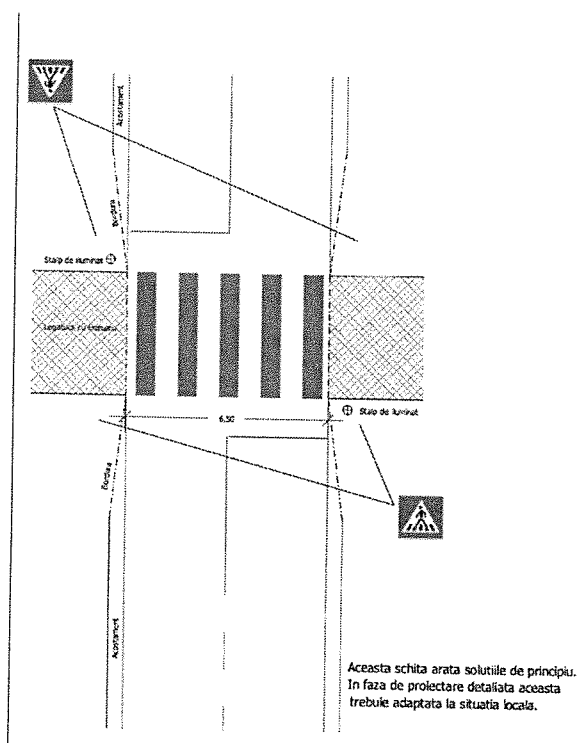 Acostament
Bordura
Stalp de iluminat
Legatura cu trotuarul
6,50
Stalp de iluminat
Bordura
Acostament
Aceasta schita arata solutiile de principiu.
In faza de proiectare detaliata aceasta
trebuie adaptata la situatia locala.